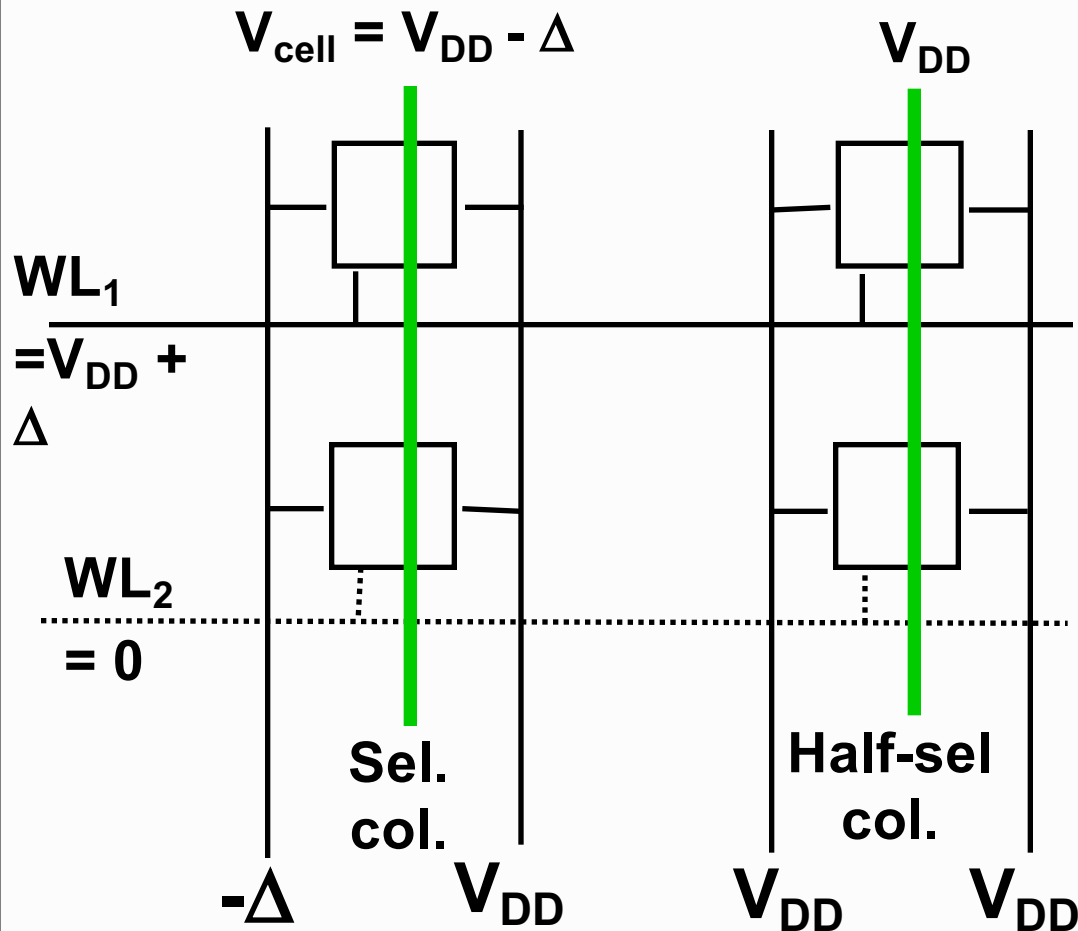 Vcell = VDD - Δ
VDD
WL1
=VDD +
Δ
WL2
= 0
Sel.
col.
Half-sel
col.
-Δ
VDD
VDD
VDD